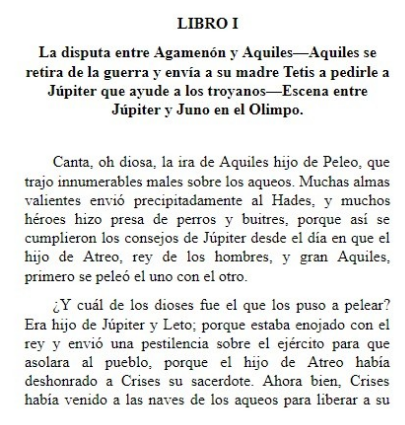 LIBRO I
La disputa entre Agamenón y Aquiles—Aquiles se
retira de la guerra y envía a su madre Tetis a pedirle a
Júpiter que ayude a los troyanos—Escena entre
Júpiter y Juno en el Olimpo.
Canta, oh diosa, la ira de Aquiles hijo de Peleo, que
trajo innumerables males sobre los aqueos. Muchas almas
valientes envió precipitadamente al Hades, y muchos
héroes hizo presa de perros y buitres, porque así se
cumplieron los consejos de Júpiter desde el día en que el
hijo de Atreo, rey de los hombres, y gran Aquiles,
primero se peleó el uno con el otro.
¿Y cuál de los dioses fue el que los puso a pelear?
Era hijo de Júpiter y Leto; porque estaba enojado con el
rey y envió una pestilencia sobre el ejército para que
asolara al pueblo, porque el hijo de Atreo había
deshonrado a Crises su sacerdote. Ahora bien, Crises
había venido a las naves de los aqueos para liberar a su